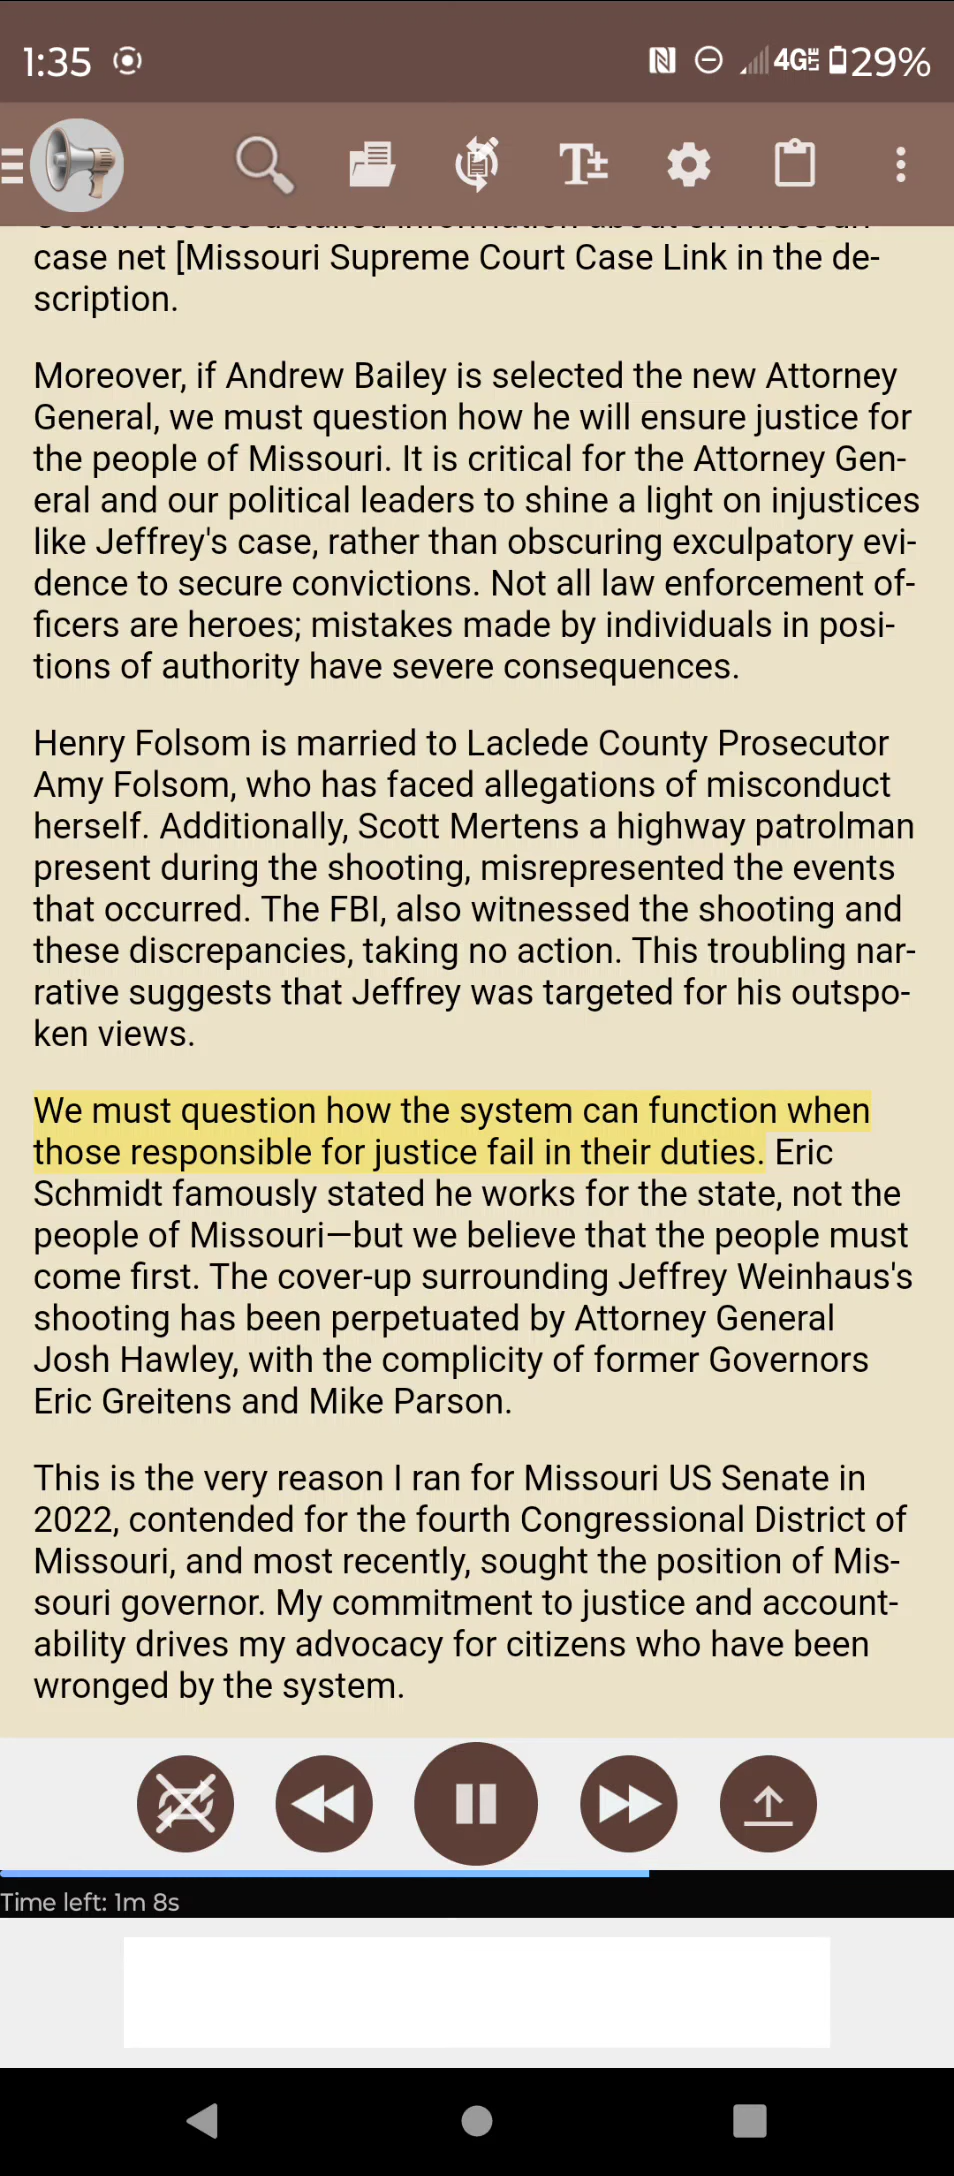 1:35
4G LTE
29%
T±
case net [Missouri Supreme Court Case Link in the de-
scription.
Moreover, if Andrew Bailey is selected the new Attorney
General, we must question how he will ensure justice for
the people of Missouri. It is critical for the Attorney Gen-
eral and our political leaders to shine a light on injustices
like Jeffrey's case, rather than obscuring exculpatory evi-
dence to secure convictions. Not all law enforcement of-
ficers are heroes; mistakes made by individuals in posi-
tions of authority have severe consequences.
Henry Folsom is married to Laclede County Prosecutor
Amy Folsom, who has faced allegations of misconduct
herself. Additionally, Scott Mertens a highway patrolman
present during the shooting, misrepresented the events
that occurred. The FBI, also witnessed the shooting and
these discrepancies, taking no action. This troubling nar-
rative suggests that Jeffrey was targeted for his outspo-
ken views.
We must question how the system can function when
those responsible for justice fail in their duties. Eric
Schmidt famously stated he works for the state, not the
people of Missouri—but we believe that the people must
come first. The cover-up surrounding Jeffrey Weinhaus's
shooting has been perpetuated by Attorney General
Josh Hawley, with the complicity of former Governors
Eric Greitens and Mike Parson.
This is the very reason I ran for Missouri US Senate in
2022, contended for the fourth Congressional District of
Missouri, and most recently, sought the position of Mis-
souri governor. My commitment to justice and account-
ability drives my advocacy for citizens who have been
wronged by the system.
Time left: 1m 8s